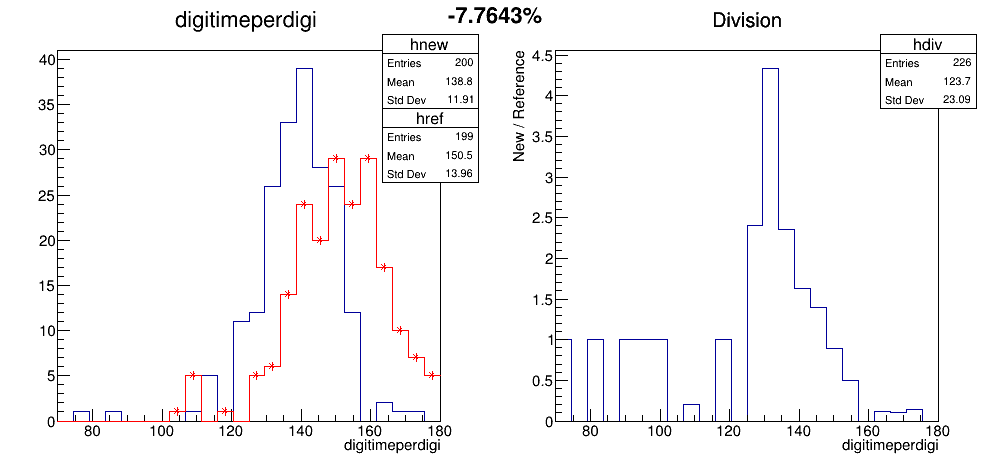 digitimeperdigi
-7.7643%
Division
hnew
Entries 200
Mean 138.8
Std Dev 11.91
href
Entries 199
Mean 150.5
Std Dev 13.96
40
35
30
25
20
15
10
5
0
80 100 120 140 160 180
digitimeperdigi
hdiv
Entries 226
Mean 123.7
Std Dev 23.09
New / Reference
4.5
4
3.5
3
2.5
2
1.5
1
0.5
0
80 100 120 140 160 180
digitimeperdigi